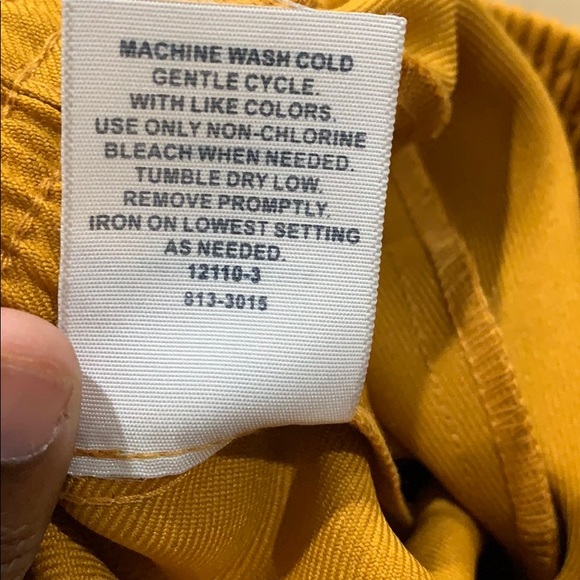 MACHINE WASH COLD
GENTLE CYCLE.
WITH LIKE COLORS.
USE ONLY NON-CHLORINE
BLEACH WHEN NEEDED.
TUMBLE DRY LOW.
REMOVE PROMPTLY.
IRON ON LOWEST SETTING
AS NEEDED.
12110-3
813-3015